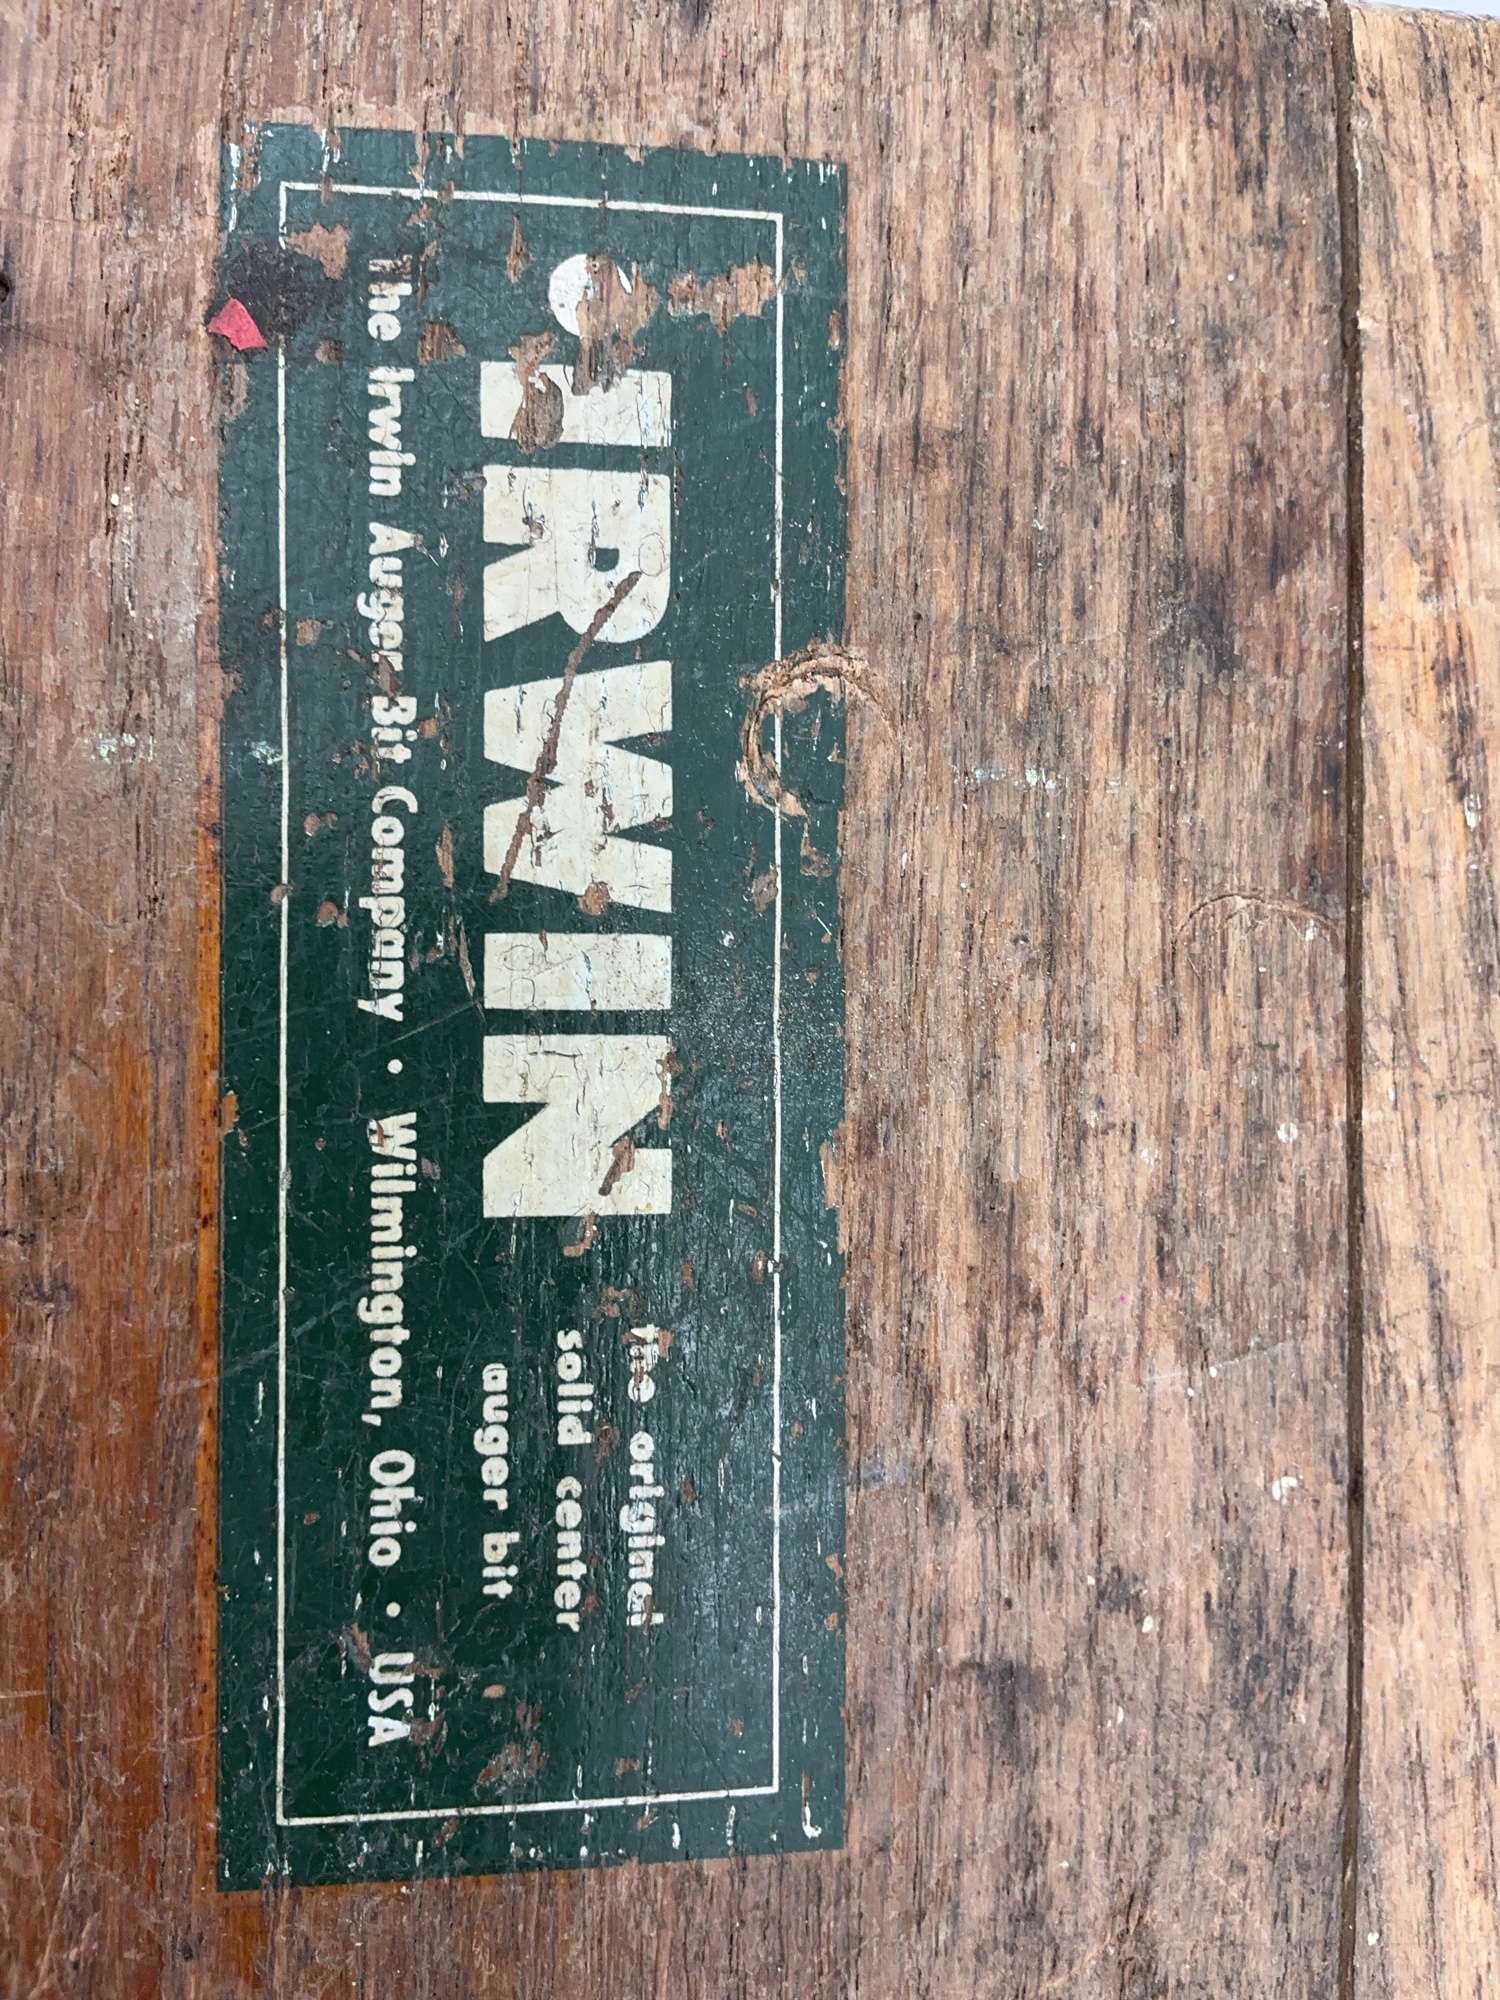 IRWIN
the original
solid center
auger bit
The Irwin Auger Bit Company · Wilmington, Ohio · USA